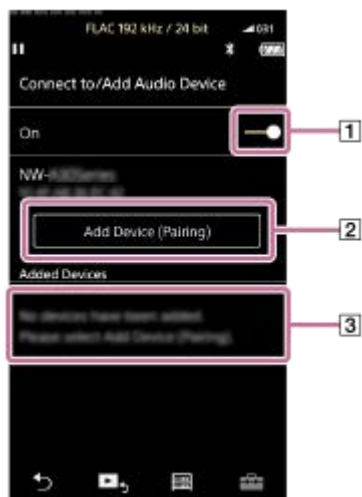 FLAC 192 kHz / 24 bit 031
Connect to/Add Audio Device
On
1
NW-
Add Device (Pairing)
2
Added Devices
No devices have been added.
Please select Add Device (Pairing).
3